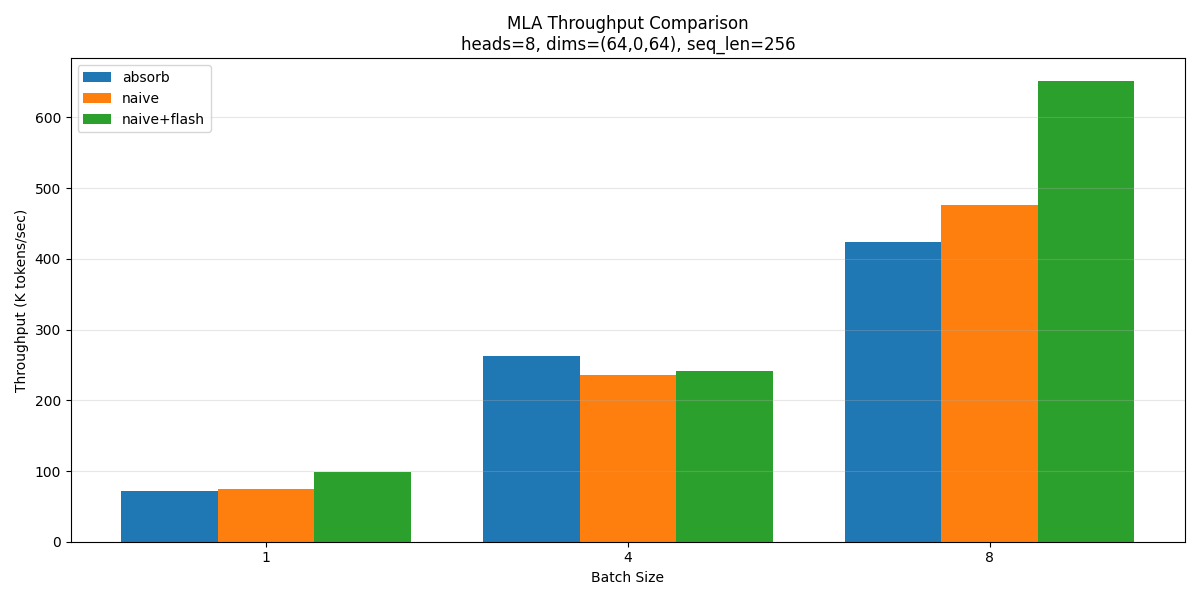 MLA Throughput Comparison
heads=8, dims=(64,0,64), seq_len=256
absorb
naive
naive+flash
Throughput (K tokens/sec)
600
500
400
300
200
100
0
1 4 8
Batch Size